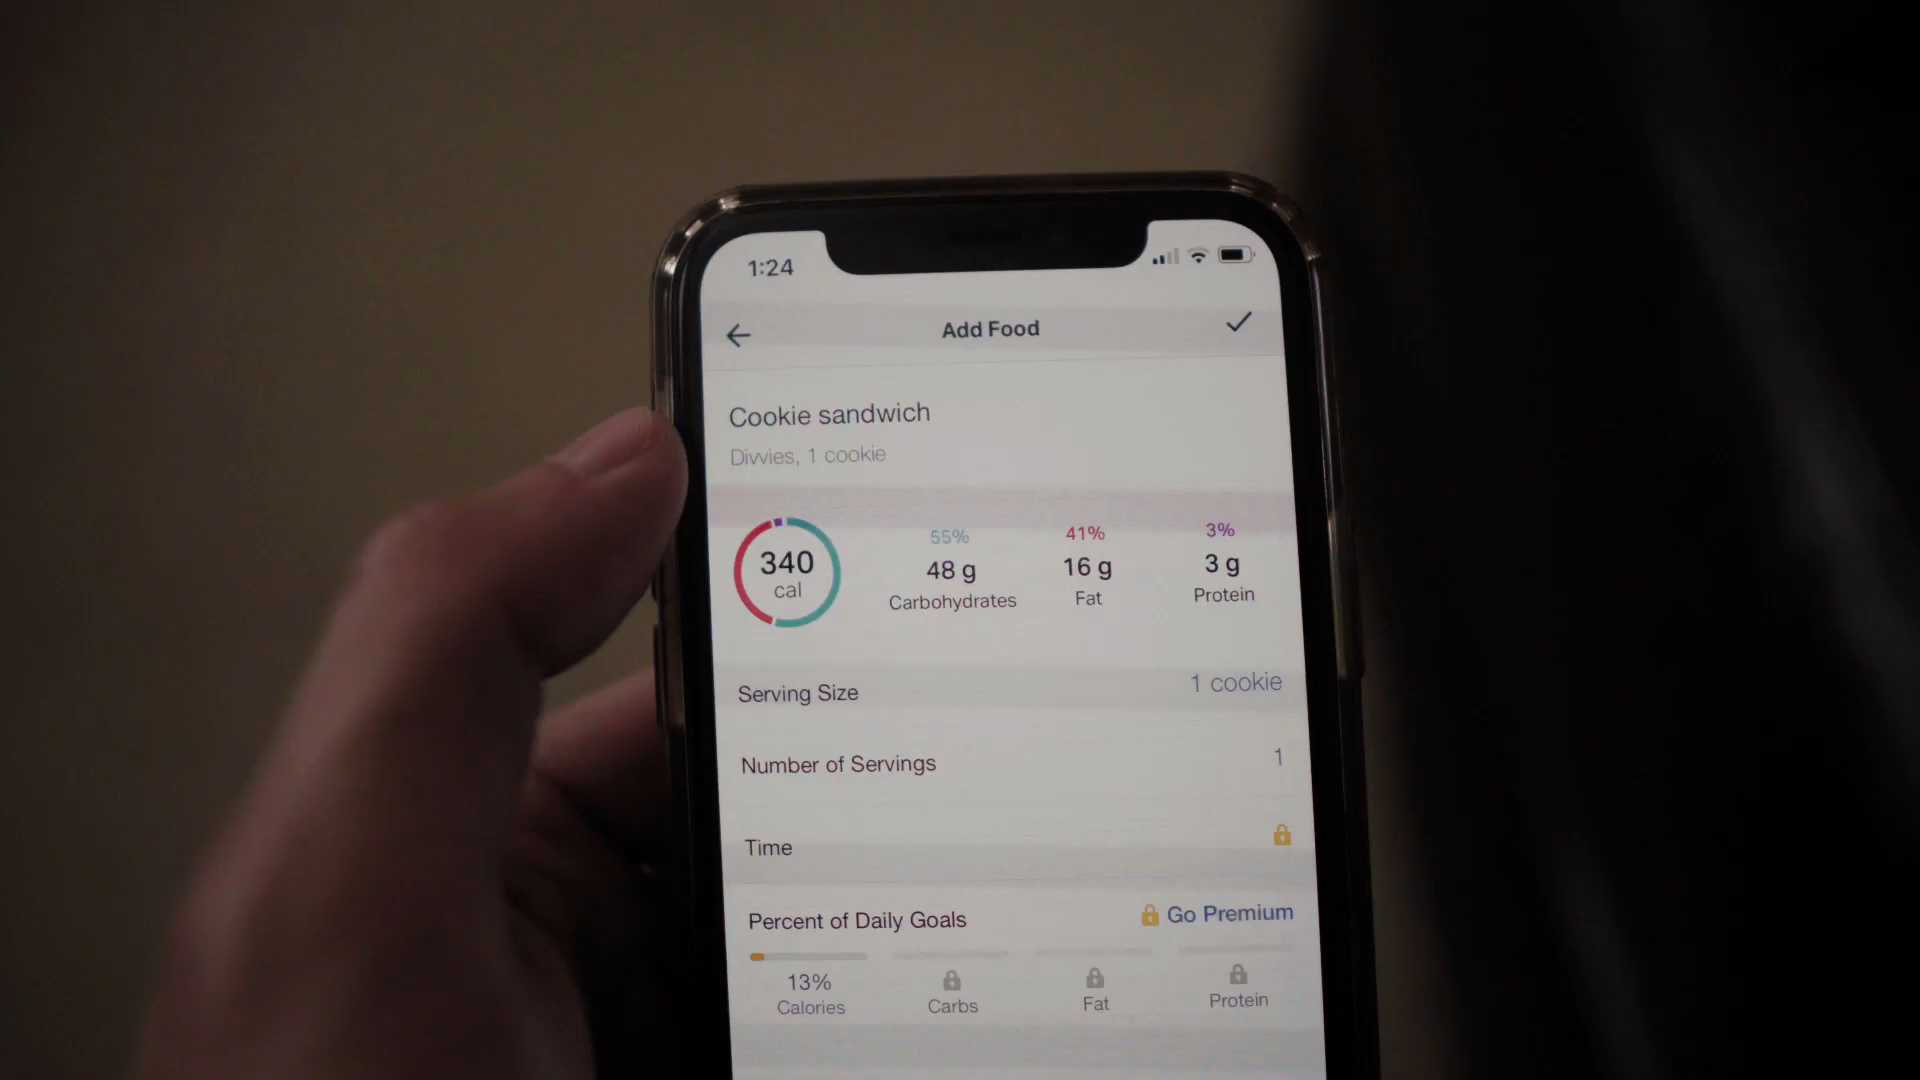 1:24
Add Food
Cookie sandwich
Divvies, 1 cookie
340
cal
55%
48 g
Carbohydrates
41%
16 g
Fat
3%
3 g
Protein
Serving Size
1 cookie
Number of Servings
1
Time
Percent of Daily Goals
Go Premium
13%
Calories
Carbs
Fat
Protein